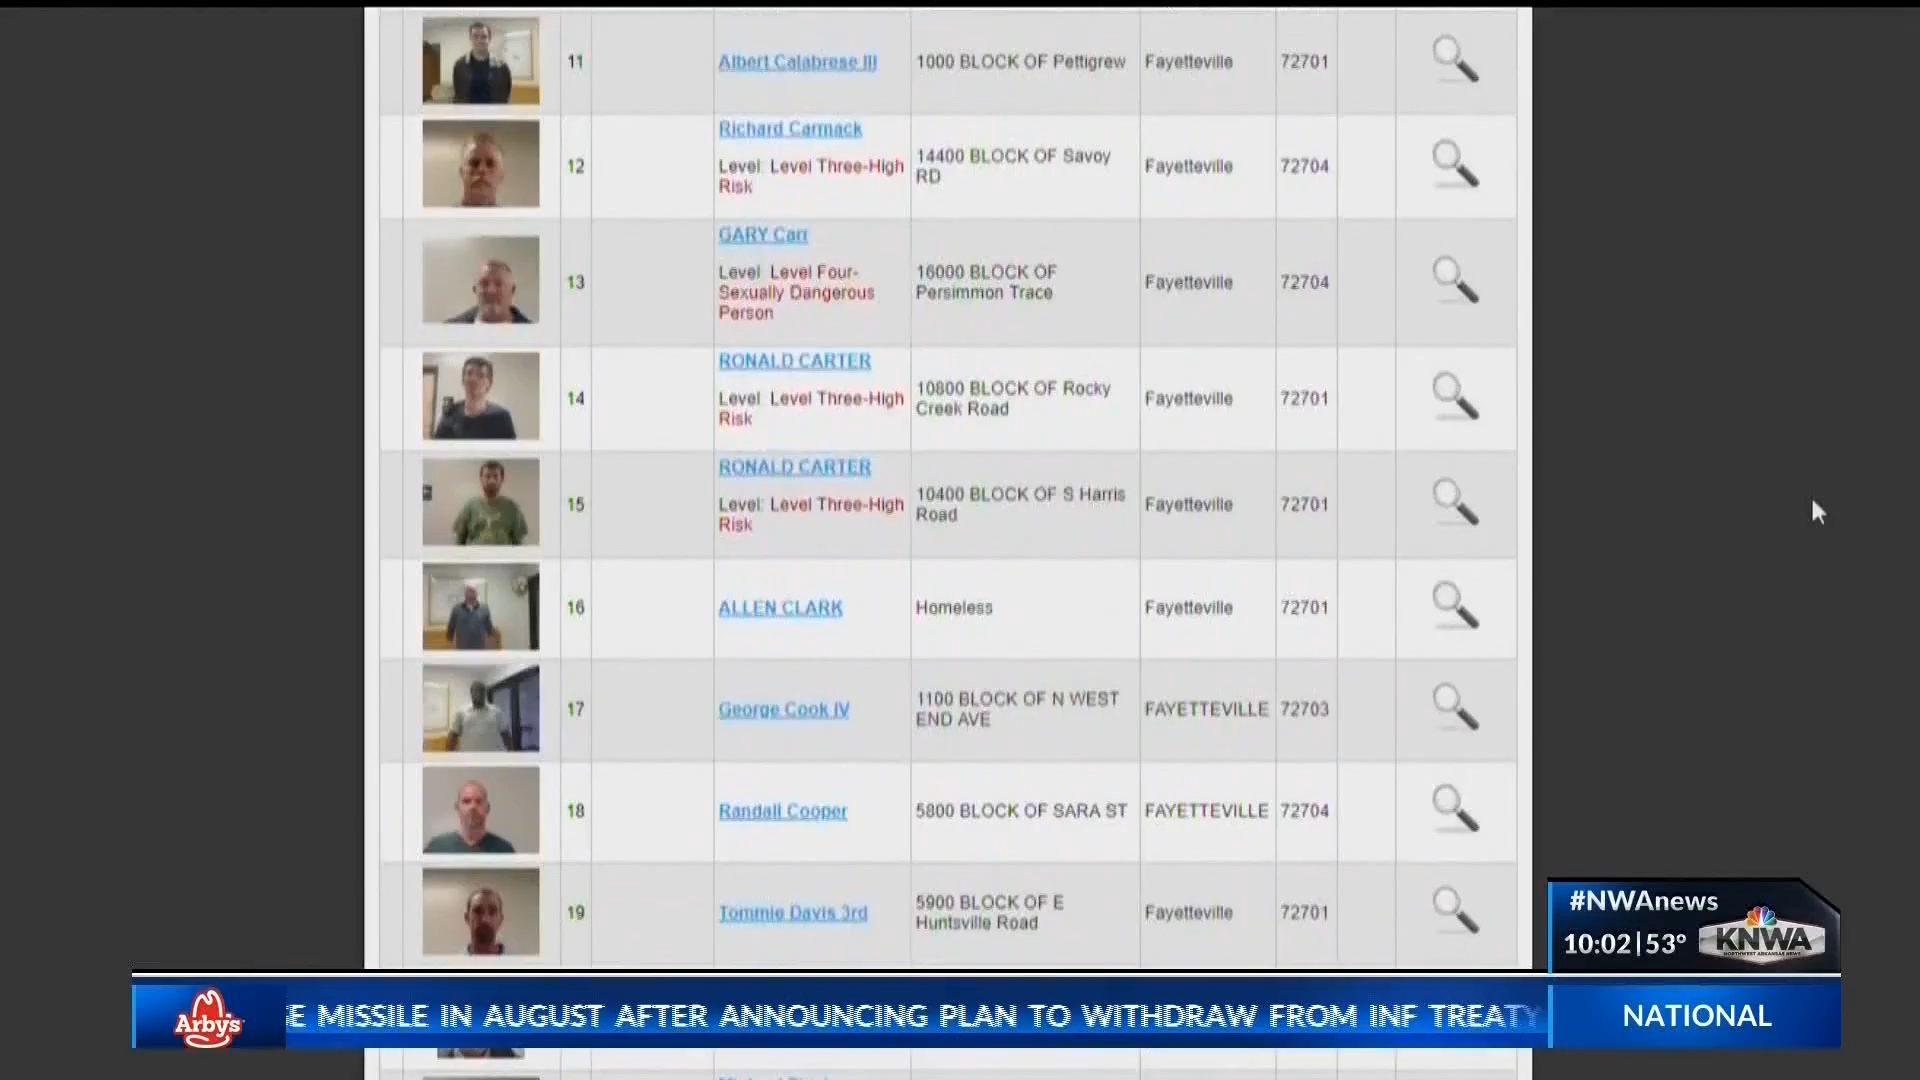 11 Albert Calabrese III 1000 BLOCK OF Pettigrew Fayetteville 72701
Richard Carmack
12 Level: Level Three-High Risk 14400 BLOCK OF Savoy RD Fayetteville 72704
GARY Carr
13 Level: Level Four-Sexually Dangerous Person 16000 BLOCK OF Persimmon Trace Fayetteville 72704
RONALD CARTER
14 Level: Level Three-High Risk 10800 BLOCK OF Rocky Creek Road Fayetteville 72701
RONALD CARTER
15 Level: Level Three-High Risk 10400 BLOCK OF S Harris Road Fayetteville 72701
16 ALLEN CLARK Homeless Fayetteville 72701
17 George Cook IV 1100 BLOCK OF N WEST END AVE FAYETTEVILLE 72703
18 Randall Cooper 5800 BLOCK OF SARA ST FAYETTEVILLE 72704
19 Tommie Davis 3rd 5900 BLOCK OF E Huntsville Road Fayetteville 72701
#NWAnews
10:02 | 53°
KNWA
NORTHWEST ARKANSAS NEWS
Arby's
E MISSILE IN AUGUST AFTER ANNOUNCING PLAN TO WITHDRAW FROM INF TREATY
NATIONAL